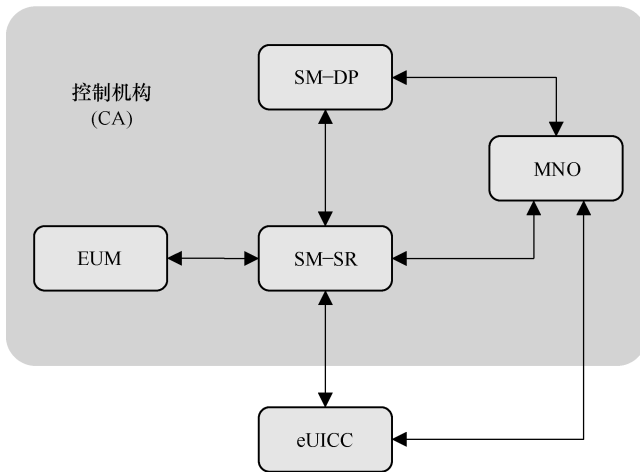 SM-DP
控制机构
(CA)
MNO
EUM
SM-SR
eUICC